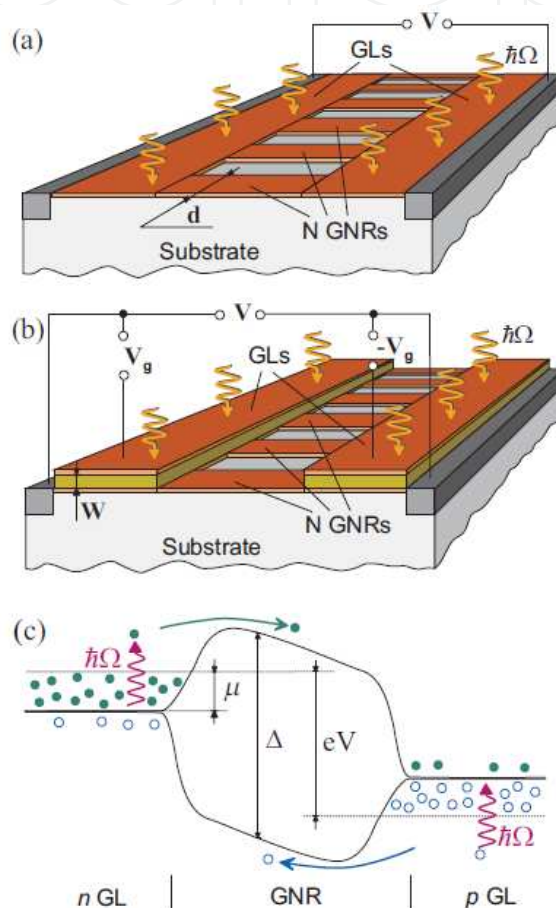 (a)
V
GLs
ħΩ
d
N GNRs
Substrate
(b)
V
ħΩ
V_g
-V_g
GLs
W
N GNRs
Substrate
(c)
ħΩ
μ
Δ
eV
ħΩ
n GL
GNR
p GL